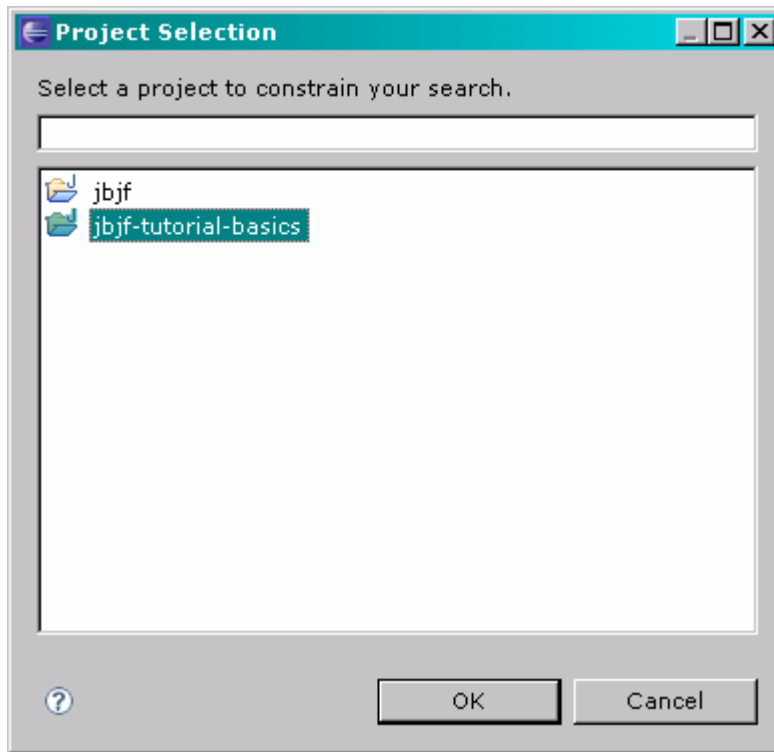 Project Selection
Select a project to constrain your search.
jbjf
jbjf-tutorial-basics
?
OK
Cancel